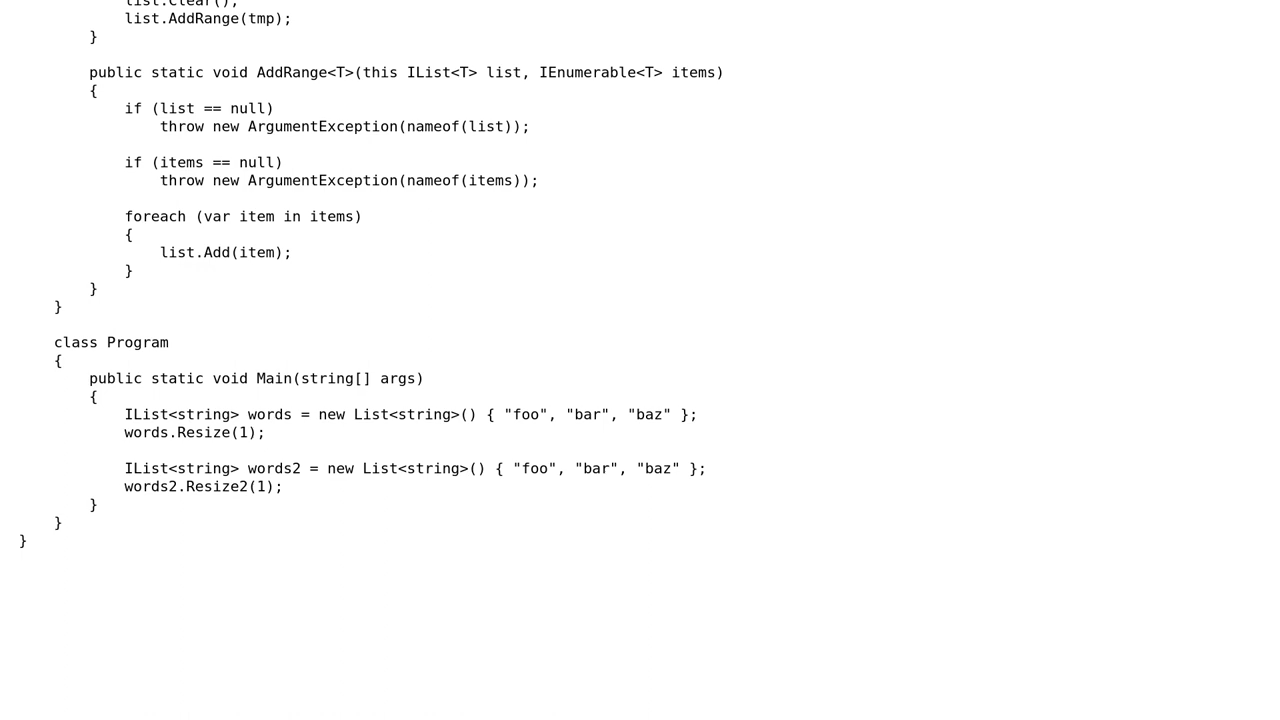 list.Clear();
            list.AddRange(tmp);
        }

        public static void AddRange<T>(this IList<T> list, IEnumerable<T> items)
        {
            if (list == null)
                throw new ArgumentException(nameof(list));

            if (items == null)
                throw new ArgumentException(nameof(items));

            foreach (var item in items)
            {
                list.Add(item);
            }
        }
    }

    class Program
    {
        public static void Main(string[] args)
        {
            IList<string> words = new List<string>() { "foo", "bar", "baz" };
            words.Resize(1);

            IList<string> words2 = new List<string>() { "foo", "bar", "baz" };
            words2.Resize2(1);
        }
    }
}